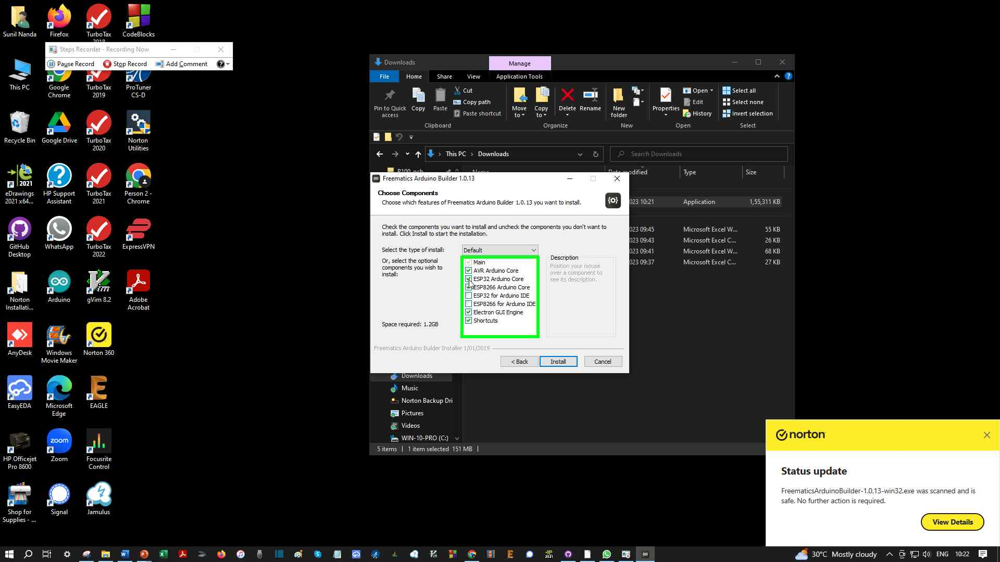 Sunil Nanda
Firefox
TurboTax
2018
CodeBlocks
Steps Recorder - Recording Now
Pause Record
Stop Record
Add Comment
This PC
Google
Chrome
TurboTax
2019
ProTuner
CS-D
Recycle Bin
Google Drive
TurboTax
2020
Norton
Utilities
2021
eDrawings
2021 x64...
HP Support
Assistant
TurboTax
2021
Person 2 -
Chrome
GitHub
Desktop
WhatsApp
TurboTax
2022
ExpressVPN
Norton
Installati...
Arduino
gVim 8.2
Adobe
Acrobat
AnyDesk
Windows
Movie Maker
Norton 360
EasyEDA
Microsoft
Edge
EAGLE
zoom
HP Officejet
Pro 8600
Zoom
Focusrite
Control
Shop for
Supplies - ...
Signal
Jamulus
Downloads
Manage
File
Home
Share
View
Application Tools
Pin to Quick
access
Copy
Paste
Cut
Copy path
Paste shortcut
Clipboard
Move
to
Copy
to
Delete
Rename
Organize
New
folder
New
Properties
Open
Edit
History
Open
Select all
Select none
Invert selection
Select
This PC
Downloads
Search Downloads
Type
Size
023 10:21 Application 1,55,311 KB
023 09:45 Microsoft Excel W... 55 KB
023 09:43 Microsoft Excel C... 26 KB
023 09:41 Microsoft Excel W... 68 KB
023 09:37 Microsoft Excel C... 27 KB
Freematics Arduino Builder 1.0.13
Choose Components
Choose which features of Freematics Arduino Builder 1.0.13 you want to install.
Check the components you want to install and uncheck the components you don't want to
install. Click Install to start the installation.
Select the type of install:
Default
Or, select the optional
components you wish to
install:
Main
AVR Arduino Core
ESP32 Arduino Core
ESP8266 Arduino Core
ESP32 for Arduino IDE
ESP8266 for Arduino IDE
Electron GUI Engine
Shortcuts
Description
Position your mouse
over a component to
see its description.
Space required: 1.2GB
Freematics Arduino Builder Installer 1/01/2019
< Back
Install
Cancel
Downloads
Music
Norton Backup Dri
Pictures
Videos
WIN-10-PRO (C:)
5 items
1 item selected 151 MB
norton
Status update
FreematicsArduinoBuilder-1.0.13-win32.exe was scanned and is
safe. No further action is required.
View Details
30°C Mostly cloudy
ENG
10:22